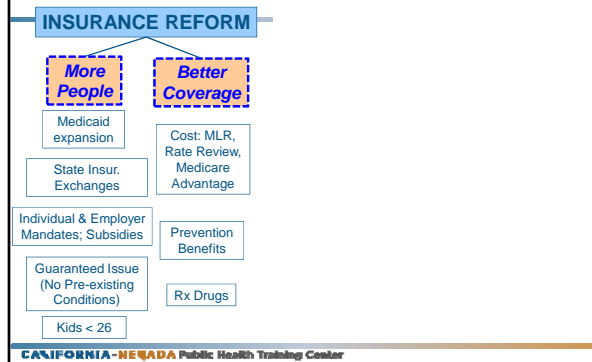 INSURANCE REFORM
More
People
Medicaid
expansion
State Insur.
Exchanges
Individual & Employer
Mandates; Subsidies
Guaranteed Issue
(No Pre-existing
Conditions)
Kids < 26
Better
Coverage
Cost: MLR,
Rate Review,
Medicare
Advantage
Prevention
Benefits
Rx Drugs
CALIFORNIA-NEVADA Public Health Training Center